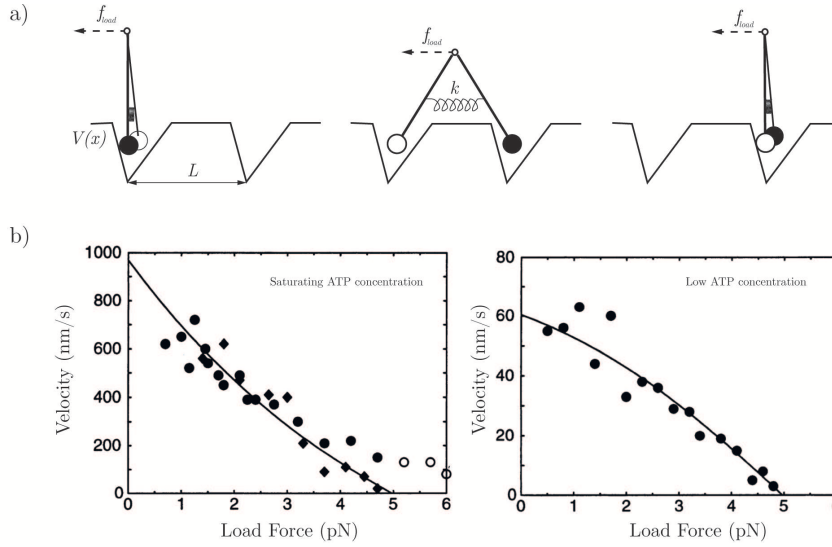 a)
f_load
f_load
f_load
k
V(x)
L
b)
1000
800
600
400
200
0
Velocity (nm/s)
Saturating ATP concentration
0 1 2 3 4 5 6
Load Force (pN)
80
60
40
20
0
Velocity (nm/s)
Low ATP concentration
0 1 2 3 4 5 6
Load Force (pN)